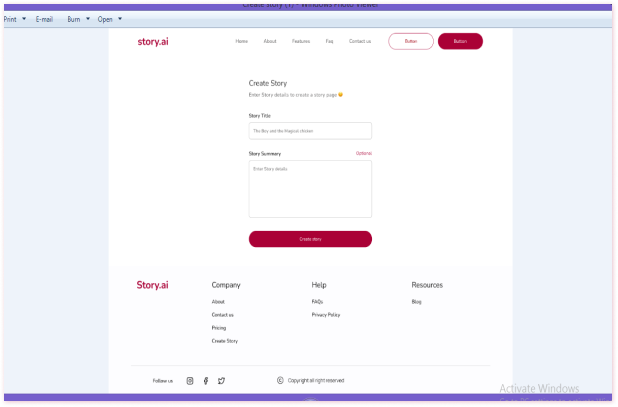 Create story (1) - Windows Photo Viewer
Print E-mail Burn Open
story.ai Home About Features Faq Contact us Button Button
Create Story
Enter Story details to create a story page
Story Title
The Boy and the Magical chicken
Story Summary Optional
Enter Story details
Create story
Story.ai Company Help Resources
About FAQs Blog
Contact us Privacy Policy
Pricing
Create Story
Follow us © Copyright all right reserved
Activate Windows